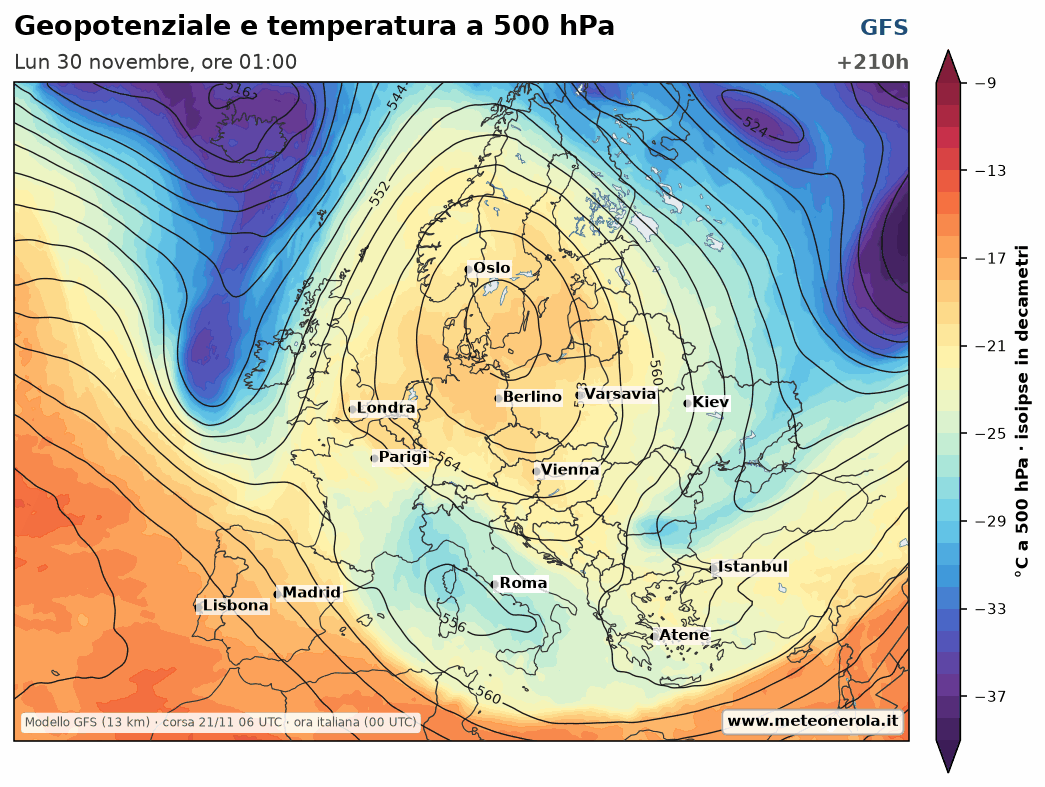 Geopotenziale e temperatura a 500 hPa
GFS
Lun 30 novembre, ore 01:00
+210h
516
544
552
524
560
564
556
560
Oslo
Berlino
Varsavia
Kiev
Londra
Parigi
Vienna
Istanbul
Roma
Madrid
Lisbona
Atene
Modello GFS (13 km) · corsa 21/11 06 UTC · ora italiana (00 UTC)
www.meteonerola.it
−9
−13
−17
−21
−25
−29
−33
−37
°C a 500 hPa · isoipse in decametri